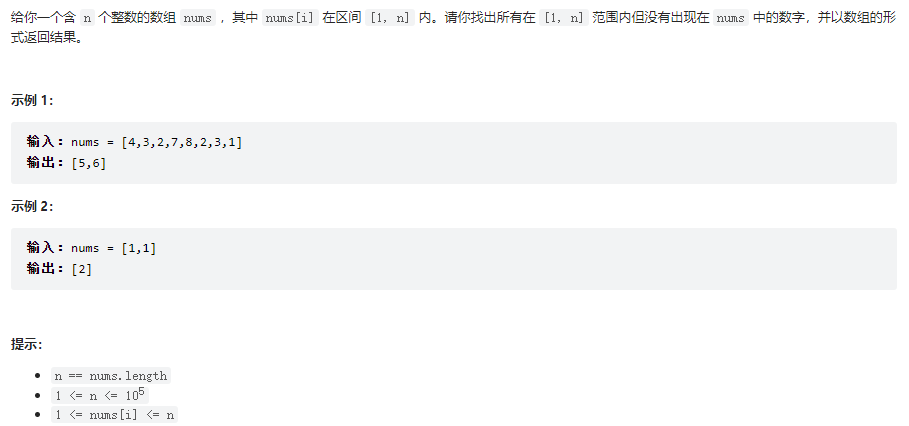 给你一个含 n 个整数的数组 nums ，其中 nums[i] 在区间 [1, n] 内。请你找出所有在 [1, n] 范围内但没有出现在 nums 中的数字，并以数组的形
式返回结果。
示例 1：
输入：nums = [4,3,2,7,8,2,3,1]
输出：[5,6]
示例 2：
输入：nums = [1,1]
输出：[2]
提示：
• n == nums.length
• 1 <= n <= 10⁵
• 1 <= nums[i] <= n